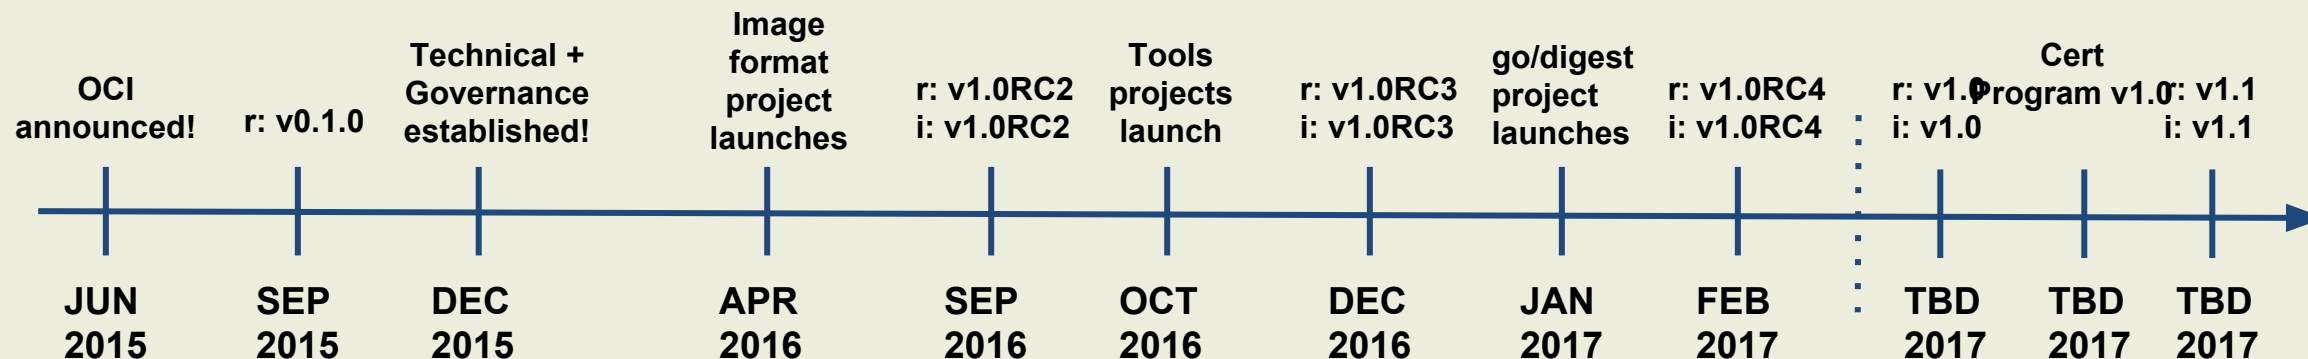 OCI
announced!
r: v0.1.0
Technical +
Governance
established!
Image
format
project
launches
r: v1.0RC2
i: v1.0RC2
Tools
projects
launch
r: v1.0RC3
i: v1.0RC3
go/digest
project
launches
r: v1.0RC4
i: v1.0RC4
r: v1.0
i: v1.0
Cert
Program v1.0
r: v1.1
i: v1.1
JUN
2015
SEP
2015
DEC
2015
APR
2016
SEP
2016
OCT
2016
DEC
2016
JAN
2017
FEB
2017
TBD
2017
TBD
2017
TBD
2017